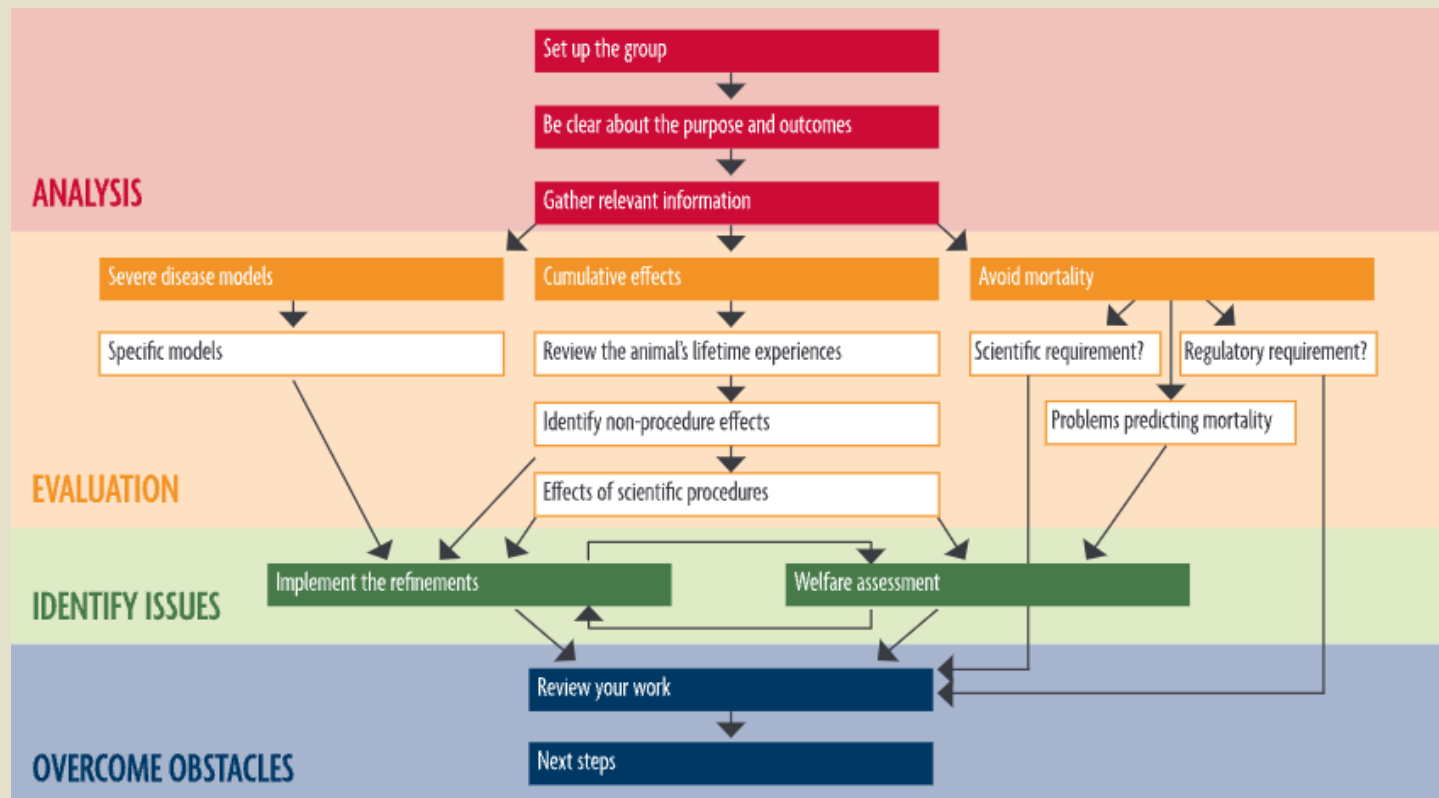 Set up the group
Be clear about the purpose and outcomes
ANALYSIS
Gather relevant information
Severe disease models
Cumulative effects
Avoid mortality
Specific models
Review the animal's lifetime experiences
Scientific requirement?
Regulatory requirement?
Identify non-procedure effects
Problems predicting mortality
EVALUATION
Effects of scientific procedures
Implement the refinements
Welfare assessment
IDENTIFY ISSUES
Review your work
OVERCOME OBSTACLES
Next steps